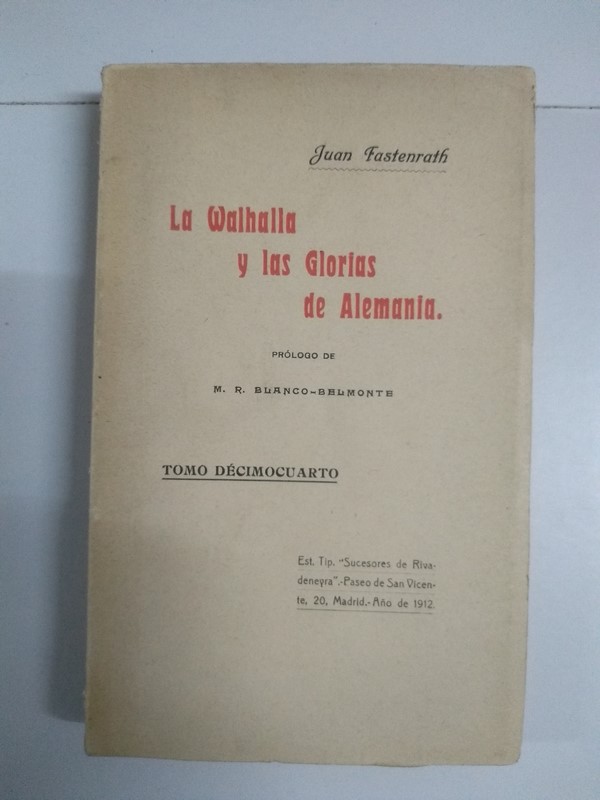 Juan Fastenrath
La Walhalla
y las Glorias
de Alemania.
PRÓLOGO DE
M. R. BLANCO-BELMONTE
TOMO DÉCIMOCUARTO
Est. Tip. "Sucesores de Riva-
deneyra".-Paseo de San Vicen-
te, 20, Madrid.-Año de 1912.